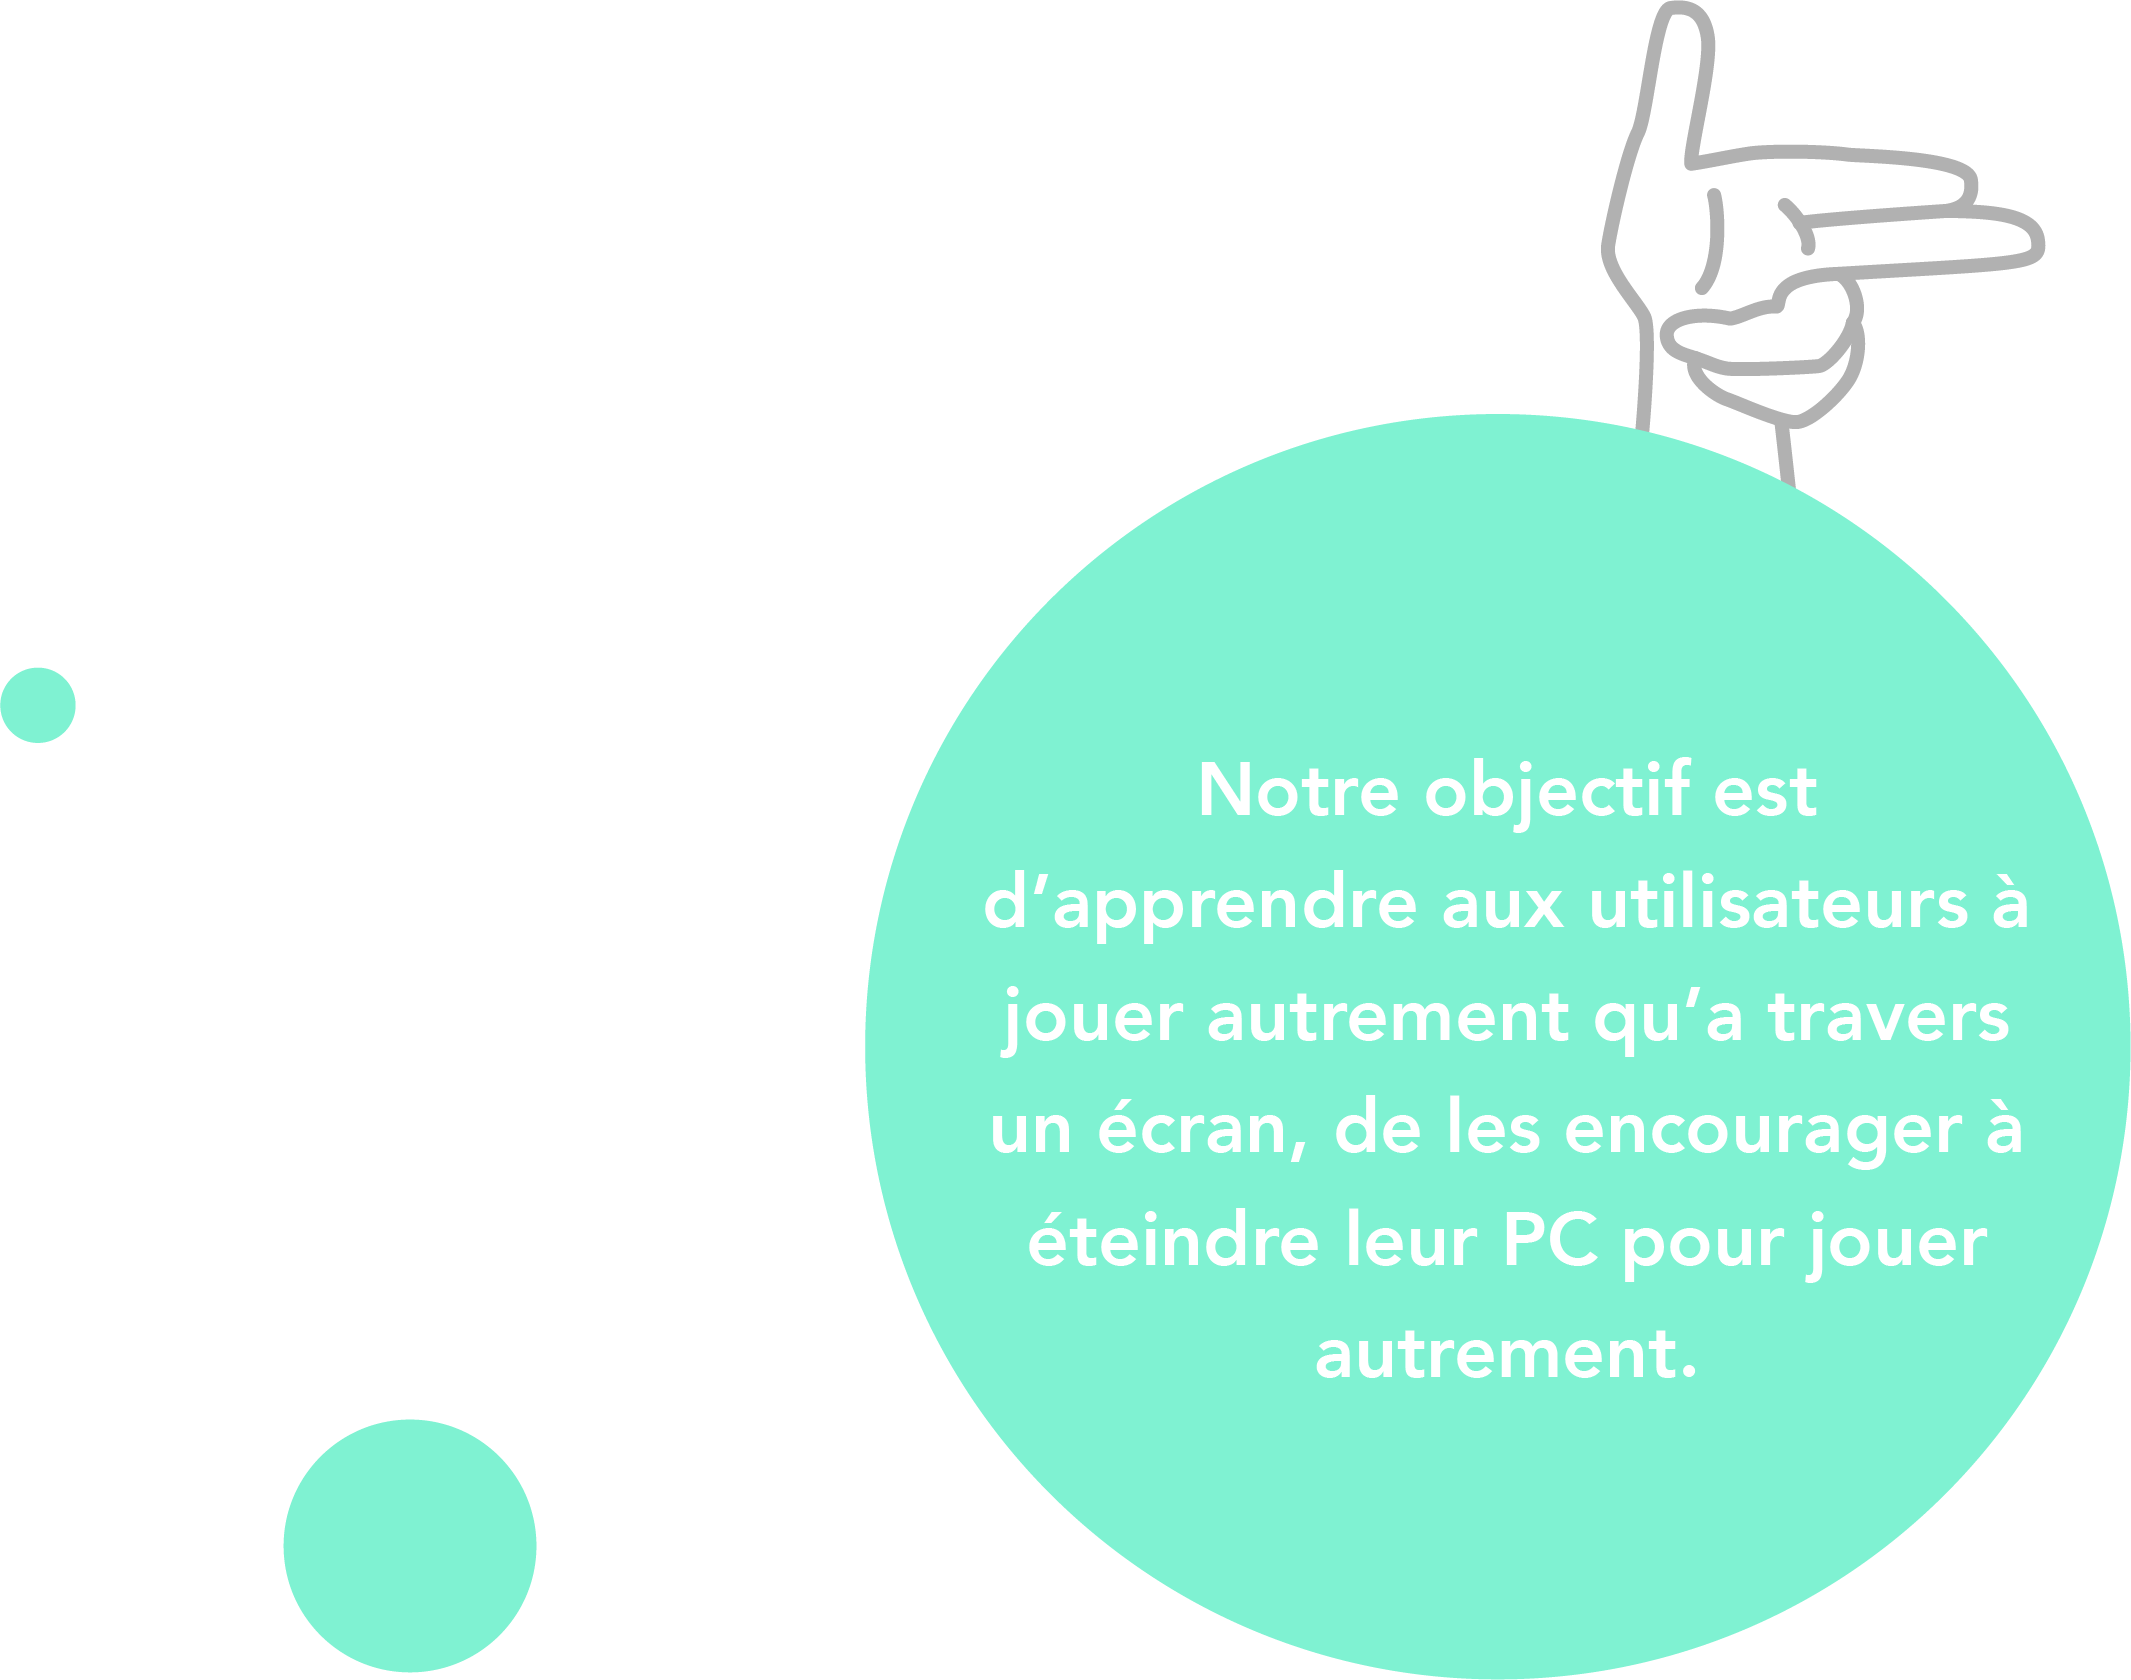 Notre objectif est
d’apprendre aux utilisateurs à
jouer autrement qu’a travers
un écran, de les encourager à
éteindre leur PC pour jouer
autrement.